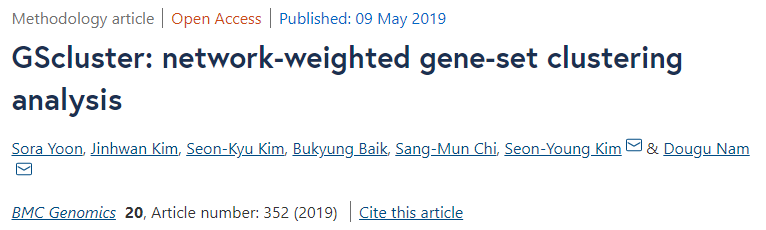 Methodology article | Open Access | Published: 09 May 2019
GScluster: network-weighted gene-set clustering
analysis
Sora Yoon, Jinhwan Kim, Seon-Kyu Kim, Bukyung Baik, Sang-Mun Chi, Seon-Young Kim & Dougu Nam
BMC Genomics 20, Article number: 352 (2019) | Cite this article